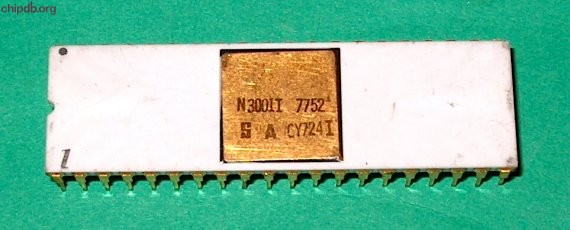 chipdb.org
N3001I 7752
S A CY724I
1